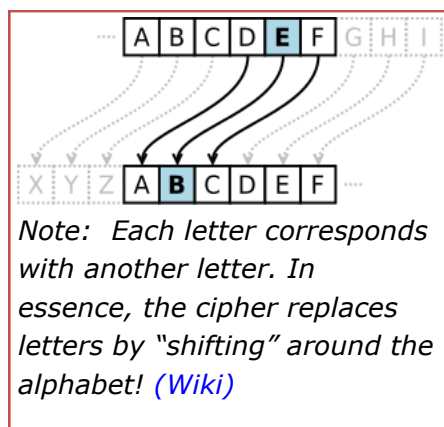 A B C D E F G H I
X Y Z A B C D E F
Note: Each letter corresponds
with another letter. In
essence, the cipher replaces
letters by “shifting” around the
alphabet! (Wiki)